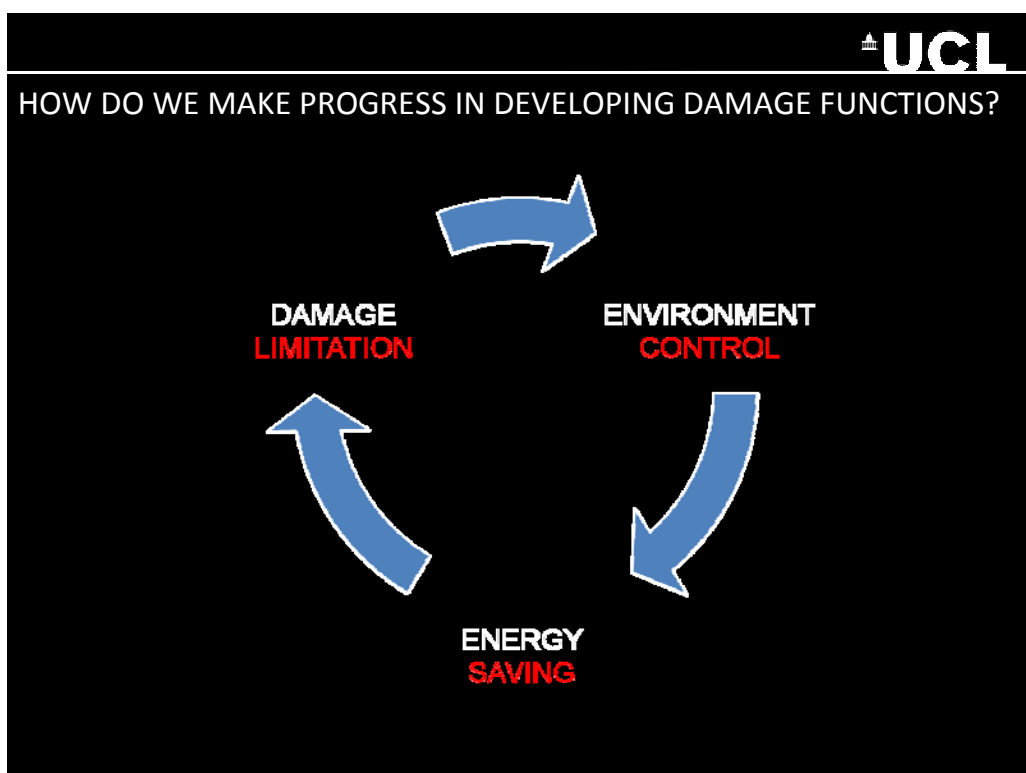 UCL
HOW DO WE MAKE PROGRESS IN DEVELOPING DAMAGE FUNCTIONS?
DAMAGE
LIMITATION
ENVIRONMENT
CONTROL
ENERGY
SAVING